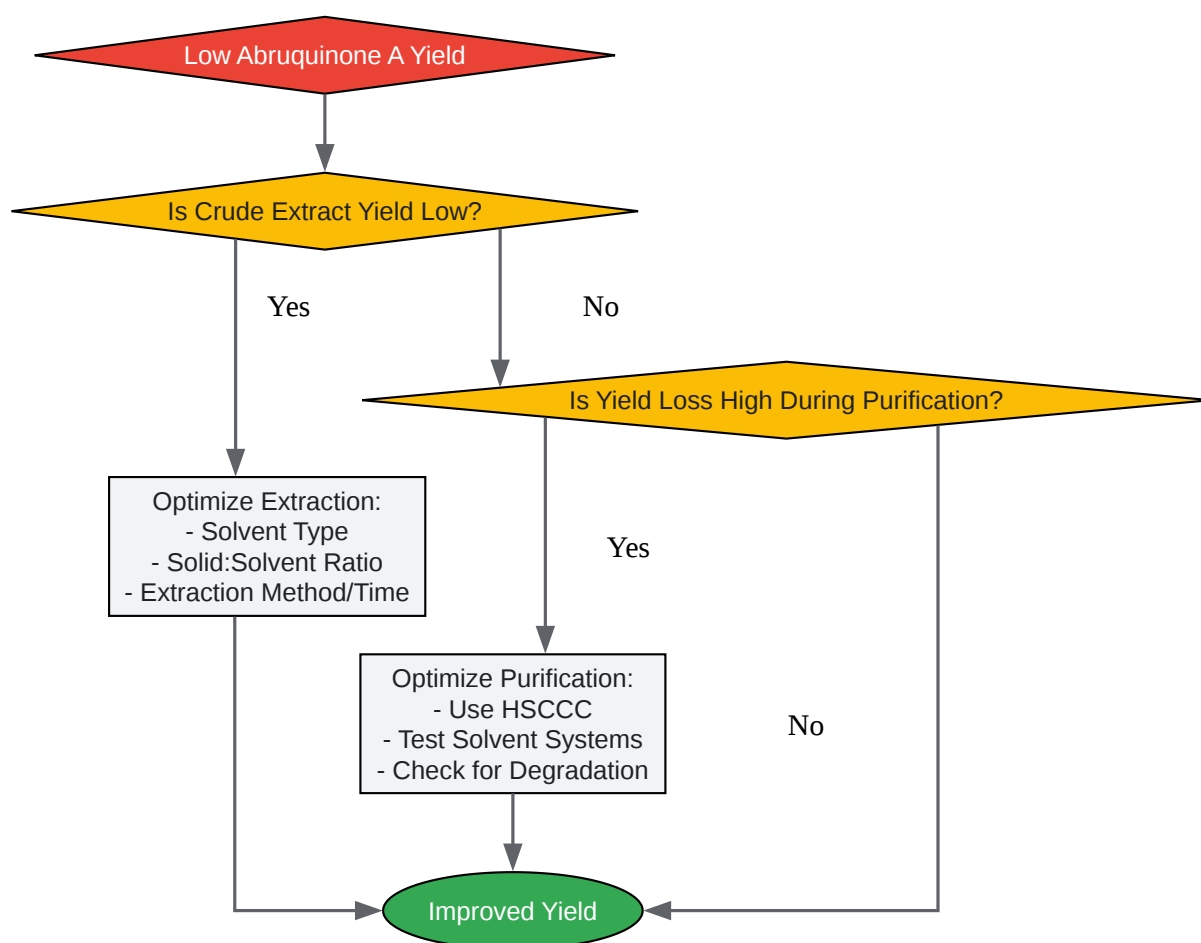 Low Abruquinone A Yield
Is Crude Extract Yield Low?
Yes
No
Is Yield Loss High During Purification?
Optimize Extraction:
- Solvent Type
- Solid:Solvent Ratio
- Extraction Method/Time
Yes
Optimize Purification:
- Use HSCCC
- Test Solvent Systems
- Check for Degradation
No
Improved Yield